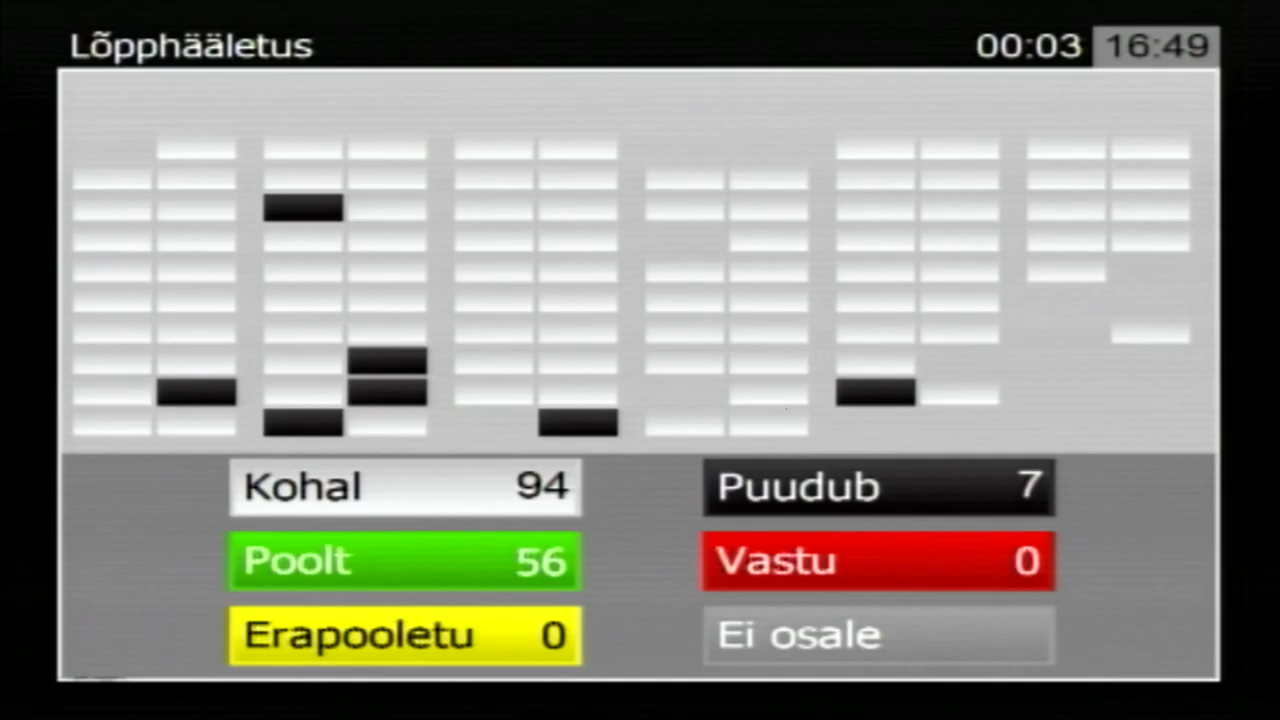 Lõpphääletus 00:03 16:49
Kohal 94 Puudub 7
Poolt 56 Vastu 0
Erapooletu 0 Ei osale